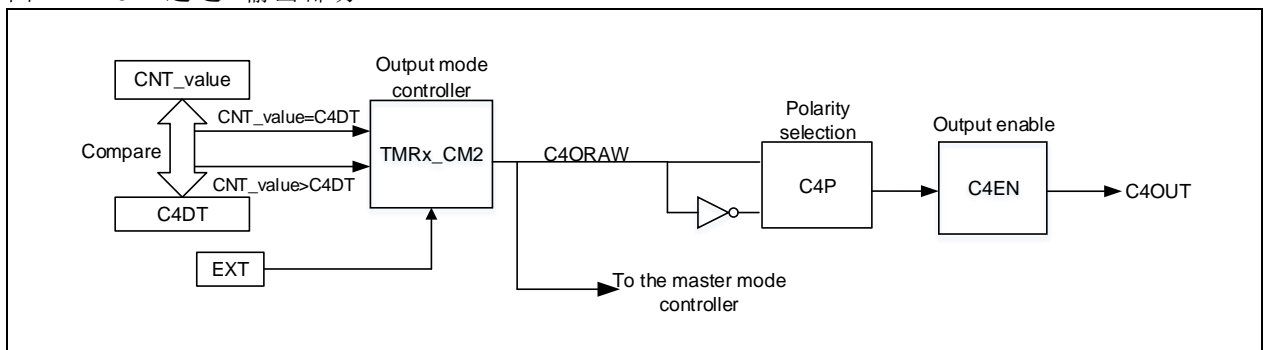 CNT_value
Compare
C4DT
CNT_value=C4DT
CNT_value>C4DT
EXT
Output mode
controller
TMRx_CM2
C4ORAW
To the master mode
controller
Polarity
selection
C4P
Output enable
C4EN
C4OUT